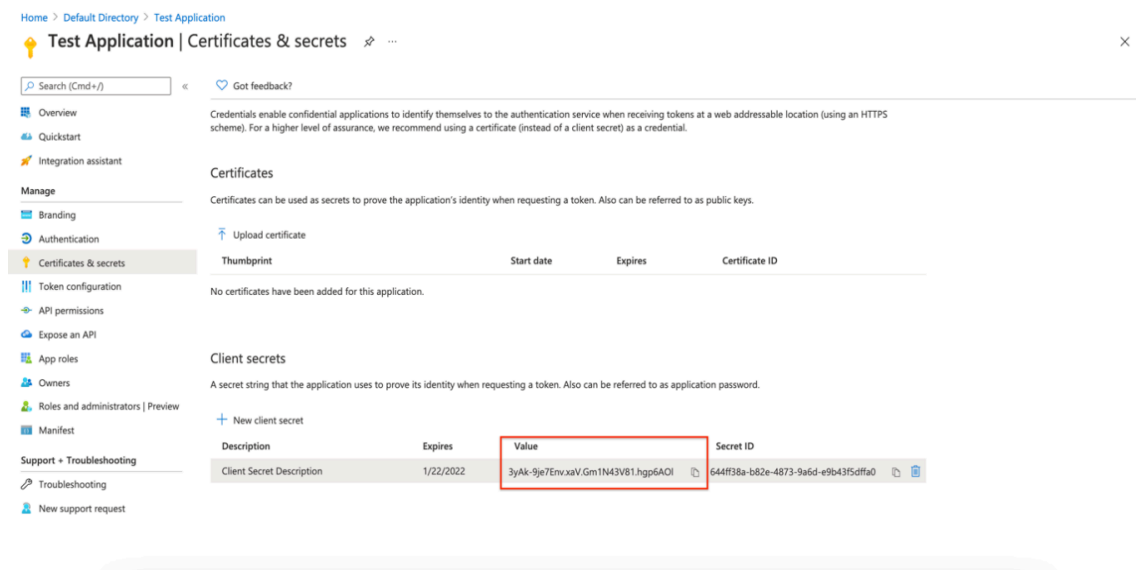 Home > Default Directory > Test Application
Test Application | Certificates & secrets ...
Search (Cmd+/) «
Got feedback?
Overview
Quickstart
Integration assistant
Manage
Branding
Authentication
Certificates & secrets
Token configuration
API permissions
Expose an API
App roles
Owners
Roles and administrators | Preview
Manifest
Support + Troubleshooting
Troubleshooting
New support request
Credentials enable confidential applications to identify themselves to the authentication service when receiving tokens at a web addressable location (using an HTTPS
scheme). For a higher level of assurance, we recommend using a certificate (instead of a client secret) as a credential.
Certificates
Certificates can be used as secrets to prove the application's identity when requesting a token. Also can be referred to as public keys.
Upload certificate
Thumbprint Start date Expires Certificate ID
No certificates have been added for this application.
Client secrets
A secret string that the application uses to prove its identity when requesting a token. Also can be referred to as application password.
New client secret
Description Expires Value Secret ID
Client Secret Description 1/22/2022 3yAk-9je7Env.xaV.Gm1N43V81.hgp6AOl 644ff38a-b82e-4873-9a6d-e9b43f5dffa0